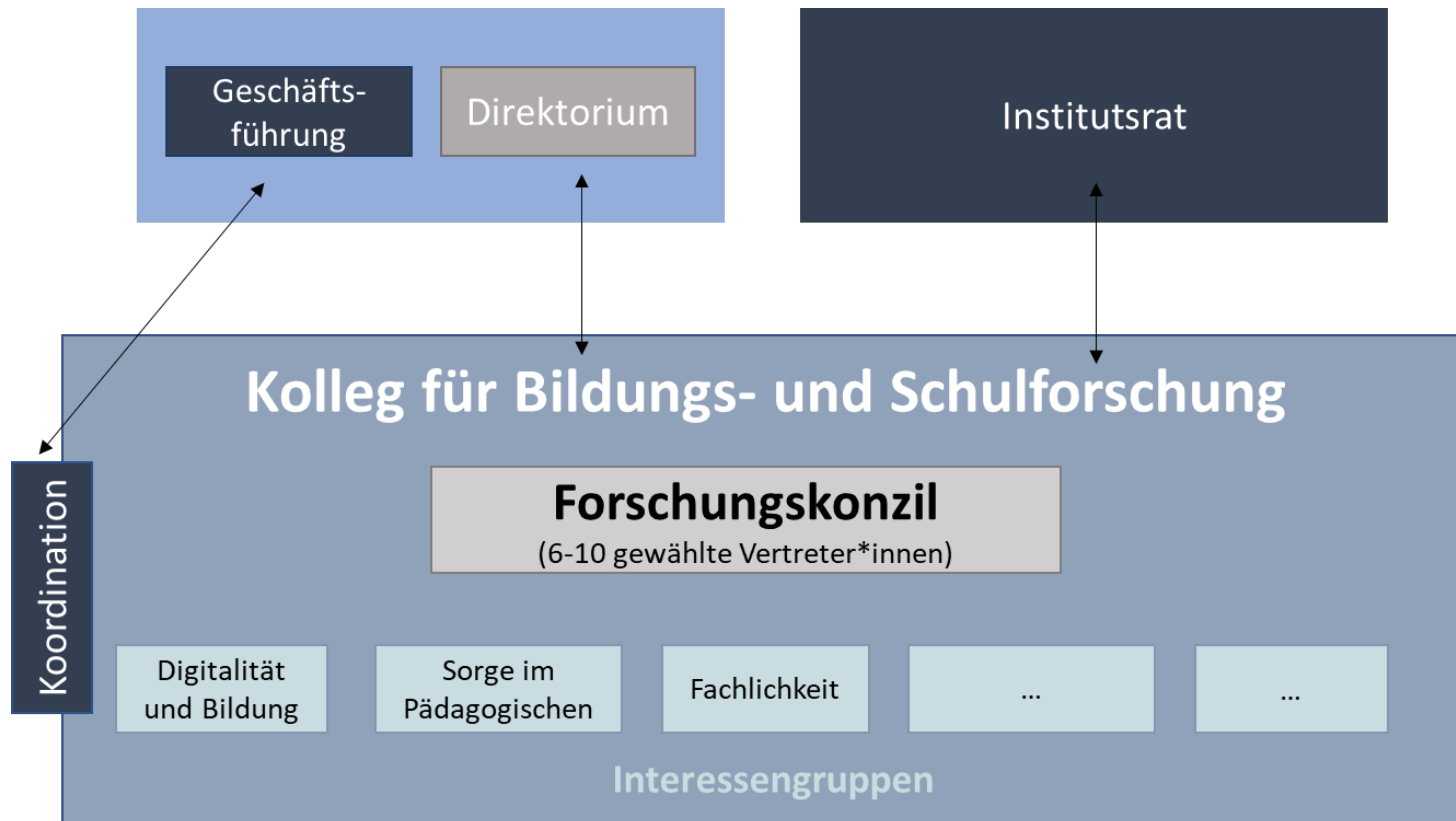 Geschäfts-
führung
Direktorium
Institutsrat
Kolleg für Bildungs- und Schulforschung
Forschungskonzil
(6-10 gewählte Vertreter*innen)
Koordination
Digitalität
und Bildung
Sorge im
Pädagogischen
Fachlichkeit
...
...
Interessengruppen